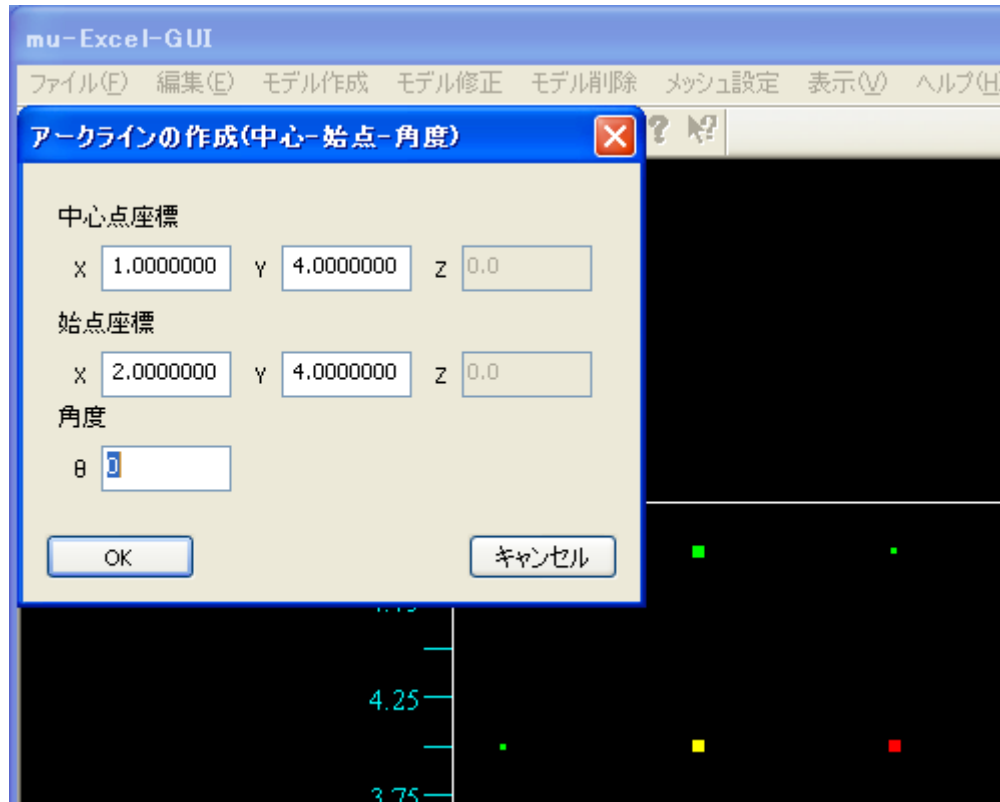 mu-Excel-GUI
ファイル(F) 編集(E) モデル作成 モデル修正 モデル削除 メッシュ設定 表示(V) ヘルプ(H)
アークラインの作成(中心-始点-角度)
中心点座標
X 1.0000000 Y 4.0000000 Z 0.0
始点座標
X 2.0000000 Y 4.0000000 Z 0.0
角度
θ 0
OK キャンセル
4.25
3.75